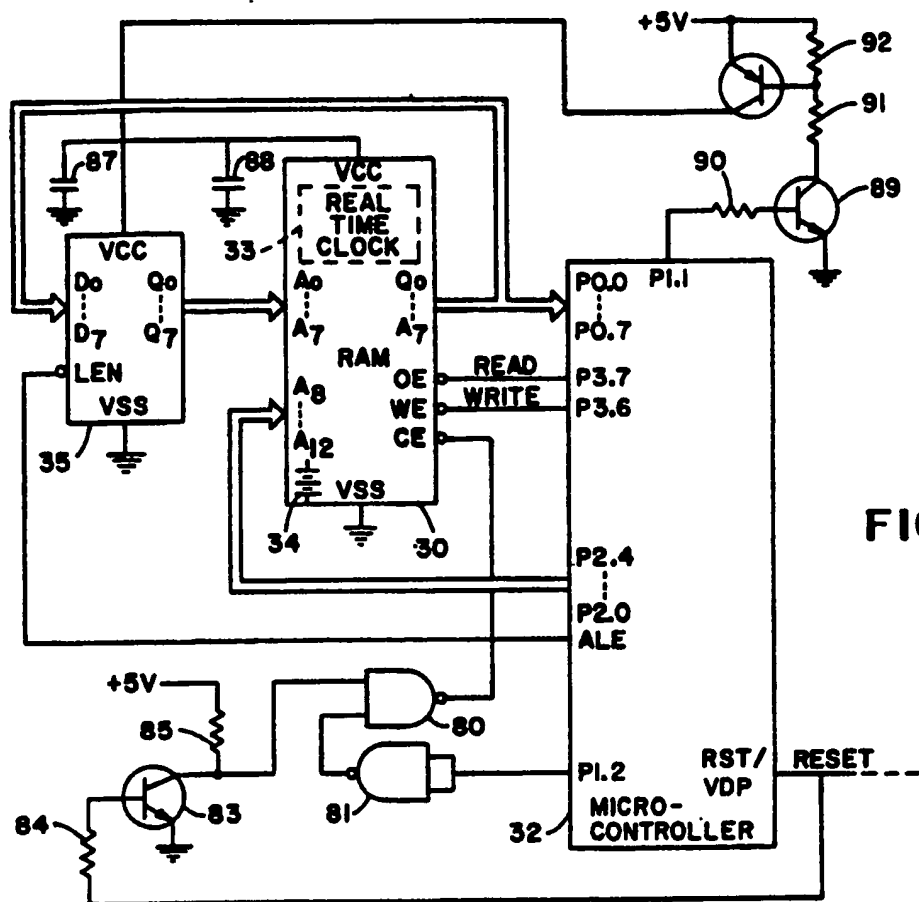 +5V
92
91
90
89
87
88
VCC
REAL
TIME
CLOCK
33
VCC
D0
D7
Q0
Q7
LEN
VSS
35
A0
A7
Q0
A7
RAM
A8
A12
OE
WE
CE
VSS
34
30
READ
WRITE
P1.1
P0.0
P0.7
P3.7
P3.6
P2.4
P2.0
ALE
P1.2
RST/
VDP
RESET
MICRO-
CONTROLLER
32
FIG
+5V
85
80
81
83
84